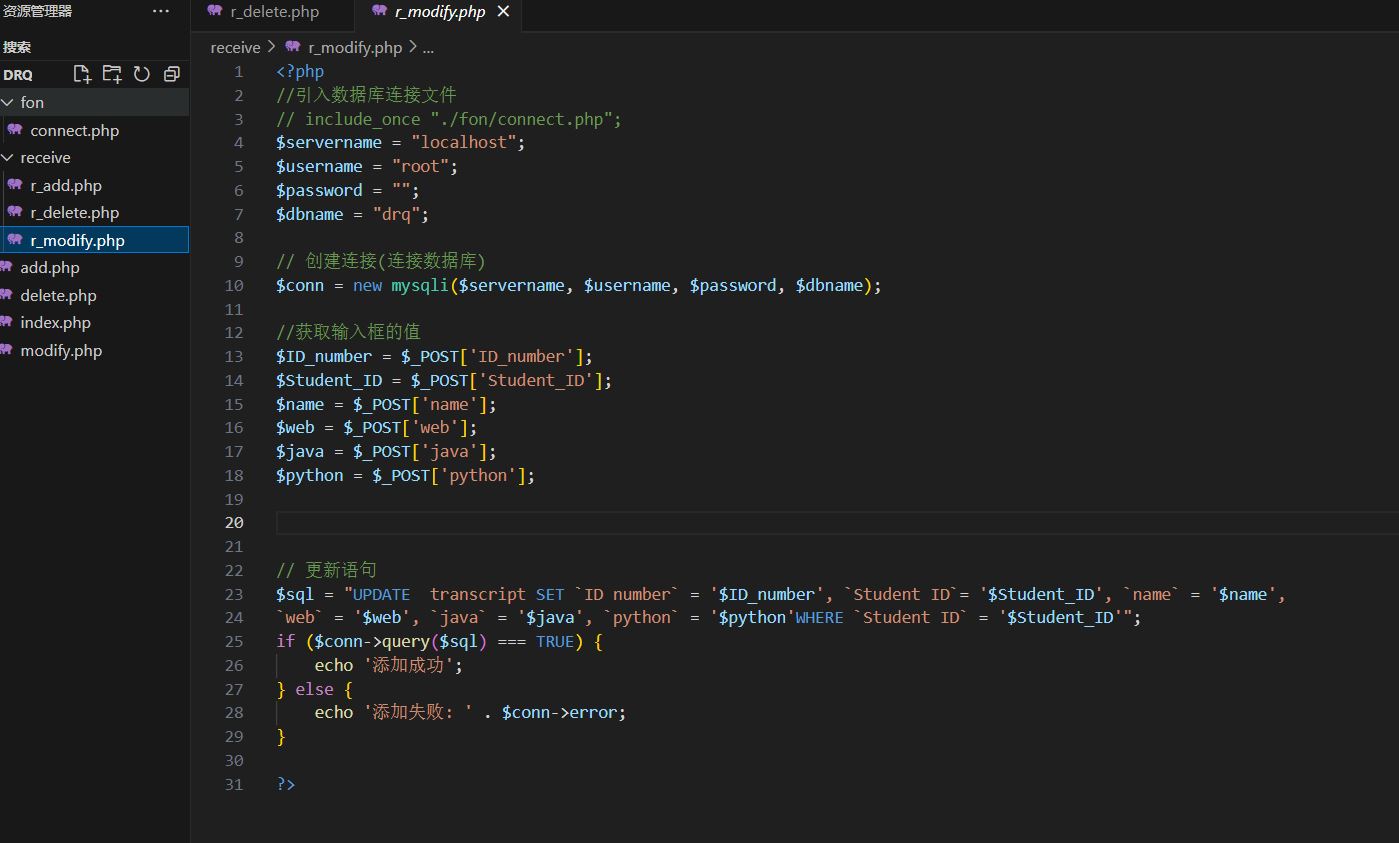 资源管理器 ···
搜索
DRQ
fon
connect.php
receive
r_add.php
r_delete.php
r_modify.php
add.php
delete.php
index.php
modify.php
r_delete.php r_modify.php
receive > r_modify.php > ...
1 <?php
2 //引入数据库连接文件
3 // include_once "./fon/connect.php";
4 $servername = "localhost";
5 $username = "root";
6 $password = "";
7 $dbname = "drq";
8
9 // 创建连接(连接数据库)
10 $conn = new mysqli($servername, $username, $password, $dbname);
11
12 //获取输入框的值
13 $ID_number = $_POST['ID_number'];
14 $Student_ID = $_POST['Student_ID'];
15 $name = $_POST['name'];
16 $web = $_POST['web'];
17 $java = $_POST['java'];
18 $python = $_POST['python'];
19
20
21
22 // 更新语句
23 $sql = "UPDATE  transcript SET `ID number` = '$ID_number', `Student ID`= '$Student_ID', `name` = '$name',
24 `web` = '$web', `java` = '$java', `python` = '$python'WHERE `Student ID` = '$Student_ID'";
25 if ($conn->query($sql) === TRUE) {
26 echo '添加成功';
27 } else {
28 echo '添加失败: ' . $conn->error;
29 }
30
31 ?>